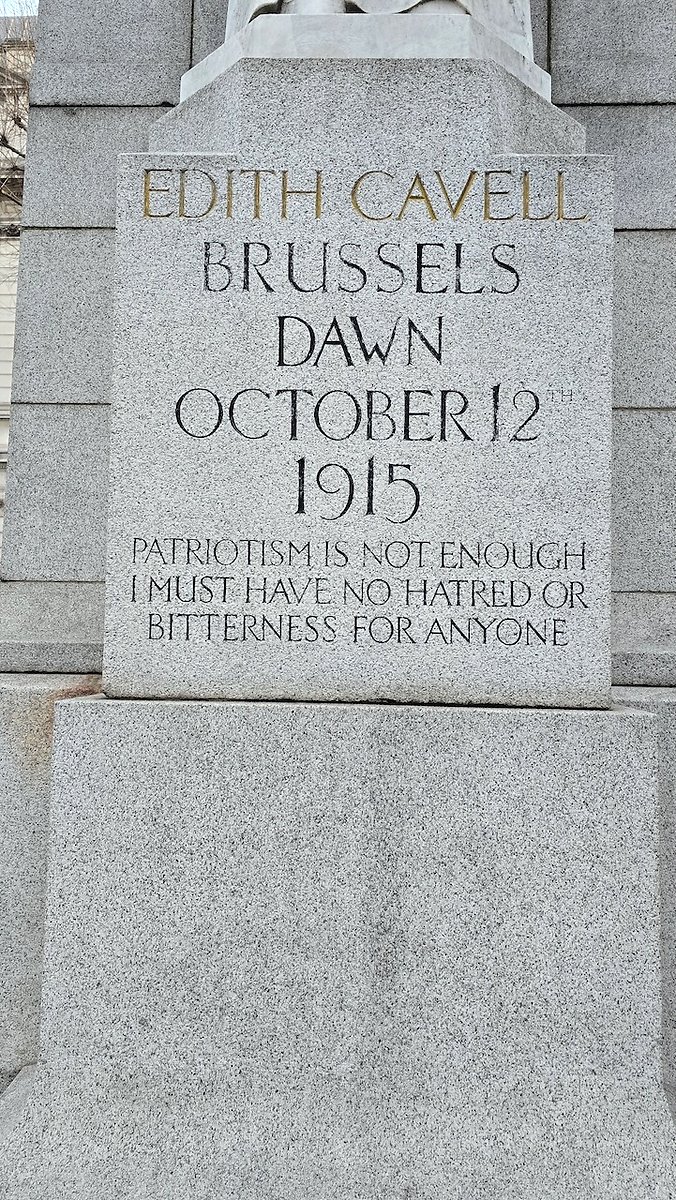 EDITH CAVELL
BRUSSELS
DAWN
OCTOBER 12TH
1915
PATRIOTISM IS NOT ENOUGH
I MUST HAVE NO HATRED OR
BITTERNESS FOR ANYONE